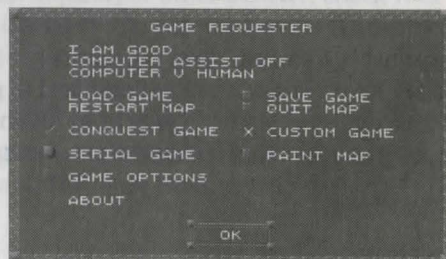 GAME REQUESTER
I AM GOOD
COMPUTER ASSIST OFF
COMPUTER V HUMAN
LOAD GAME SAVE GAME
RESTART MAP QUIT MAP
CONQUEST GAME X CUSTOM GAME
SERIAL GAME PAINT MAP
GAME OPTIONS
ABOUT
OK